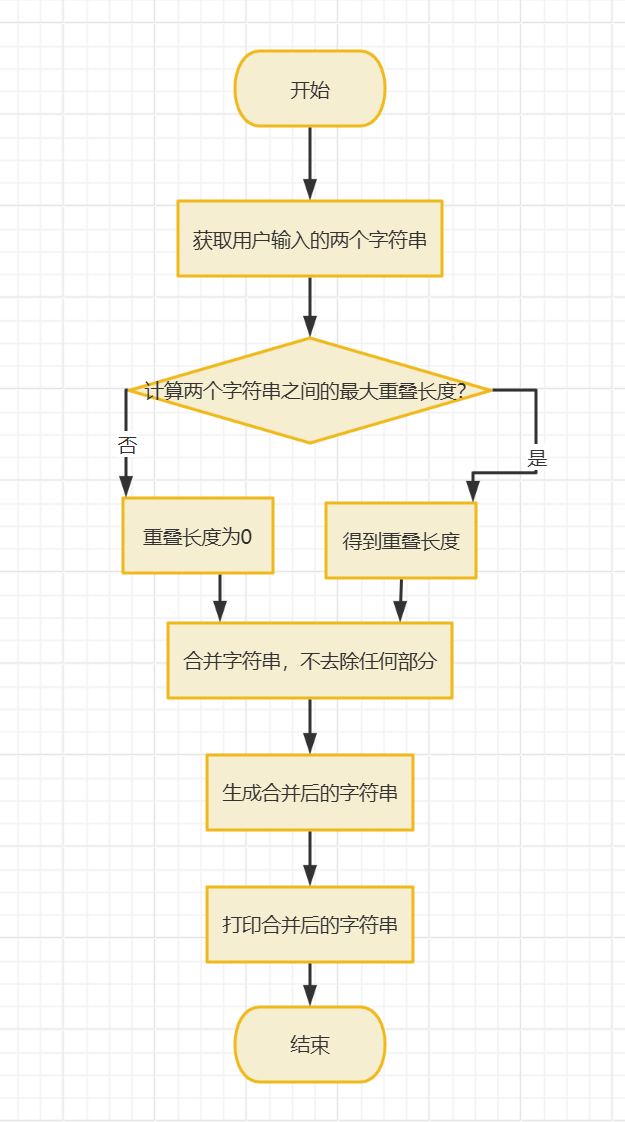 开始
获取用户输入的两个字符串
计算两个字符串之间的最大重叠长度?
否
是
重叠长度为0
得到重叠长度
合并字符串，不去除任何部分
生成合并后的字符串
打印合并后的字符串
结束